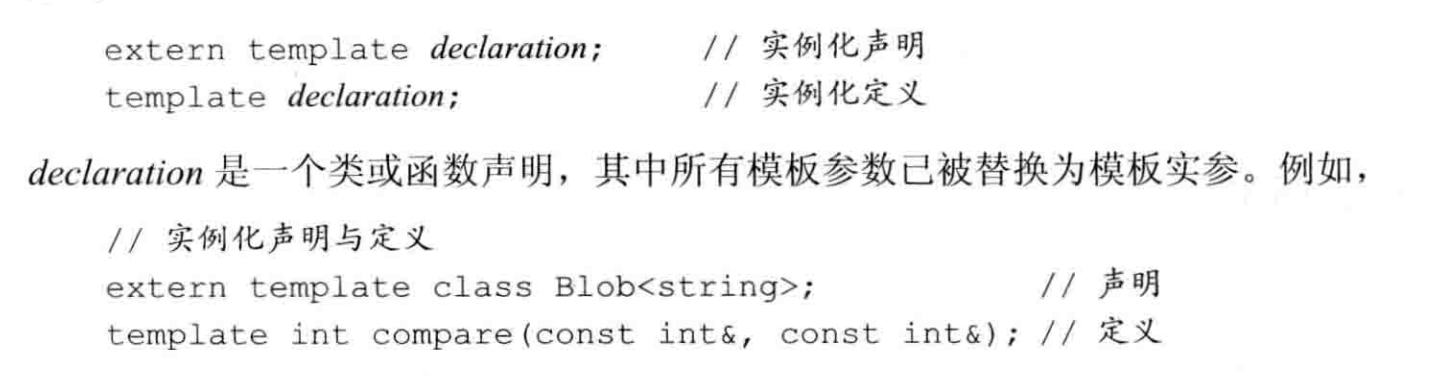 extern template declaration; // 实例化声明
template declaration; // 实例化定义
declaration 是一个类或函数声明，其中所有模板参数已被替换为模板实参。例如，
// 实例化声明与定义
extern template class Blob<string>; // 声明
template int compare(const int&, const int&); // 定义